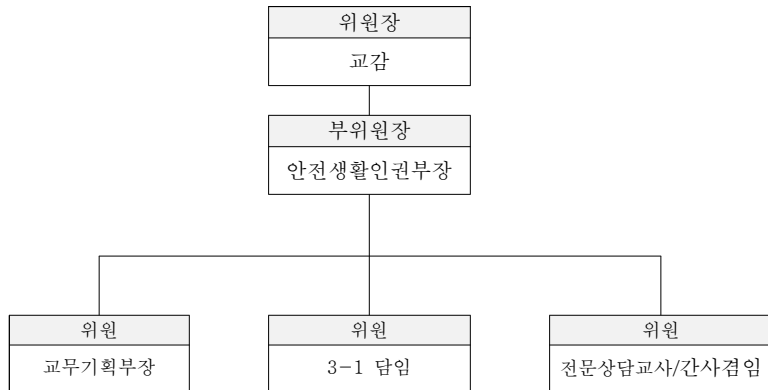 위원장
교감
부위원장
안전생활인권부장
위원
교무기획부장
위원
3-1 담임
위원
전문상담교사/간사겸임